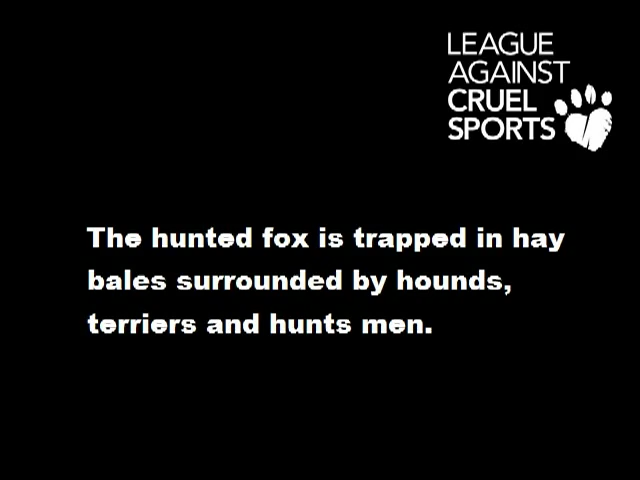 LEAGUE
AGAINST
CRUEL
SPORTS
The hunted fox is trapped in hay
bales surrounded by hounds,
terriers and hunts men.